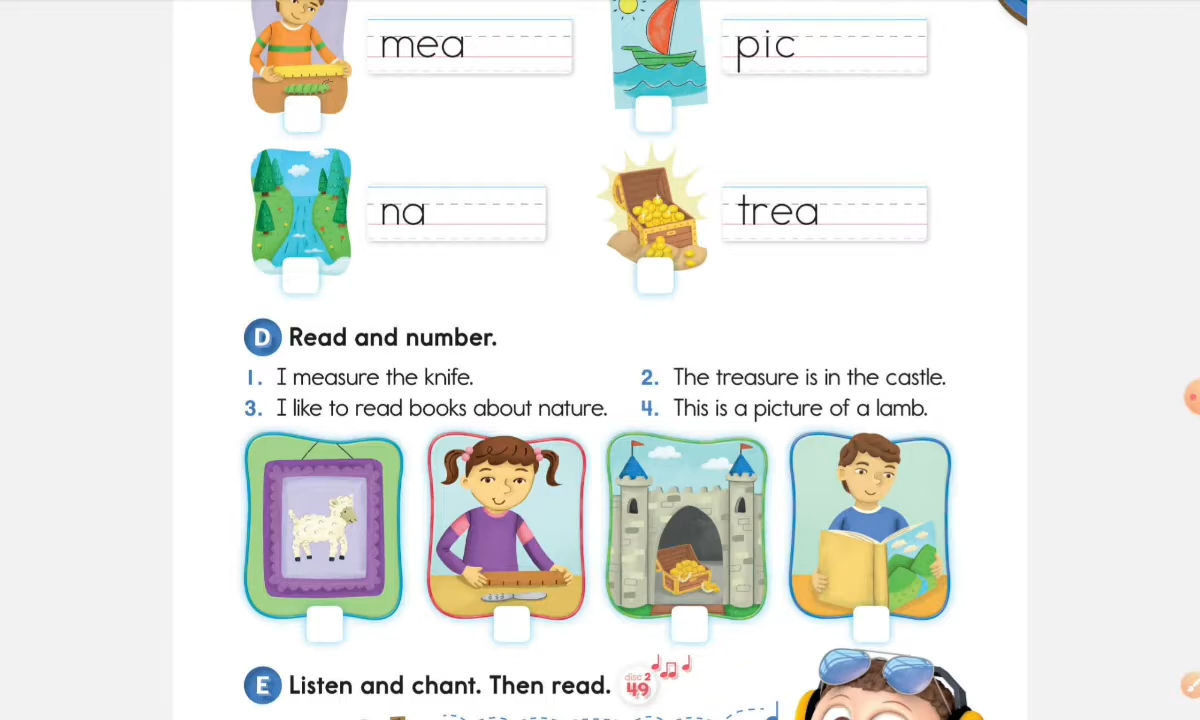 mea
pic
na
trea
D Read and number.
1. I measure the knife.
2. The treasure is in the castle.
3. I like to read books about nature.
4. This is a picture of a lamb.
E Listen and chant. Then read. disc 2 49